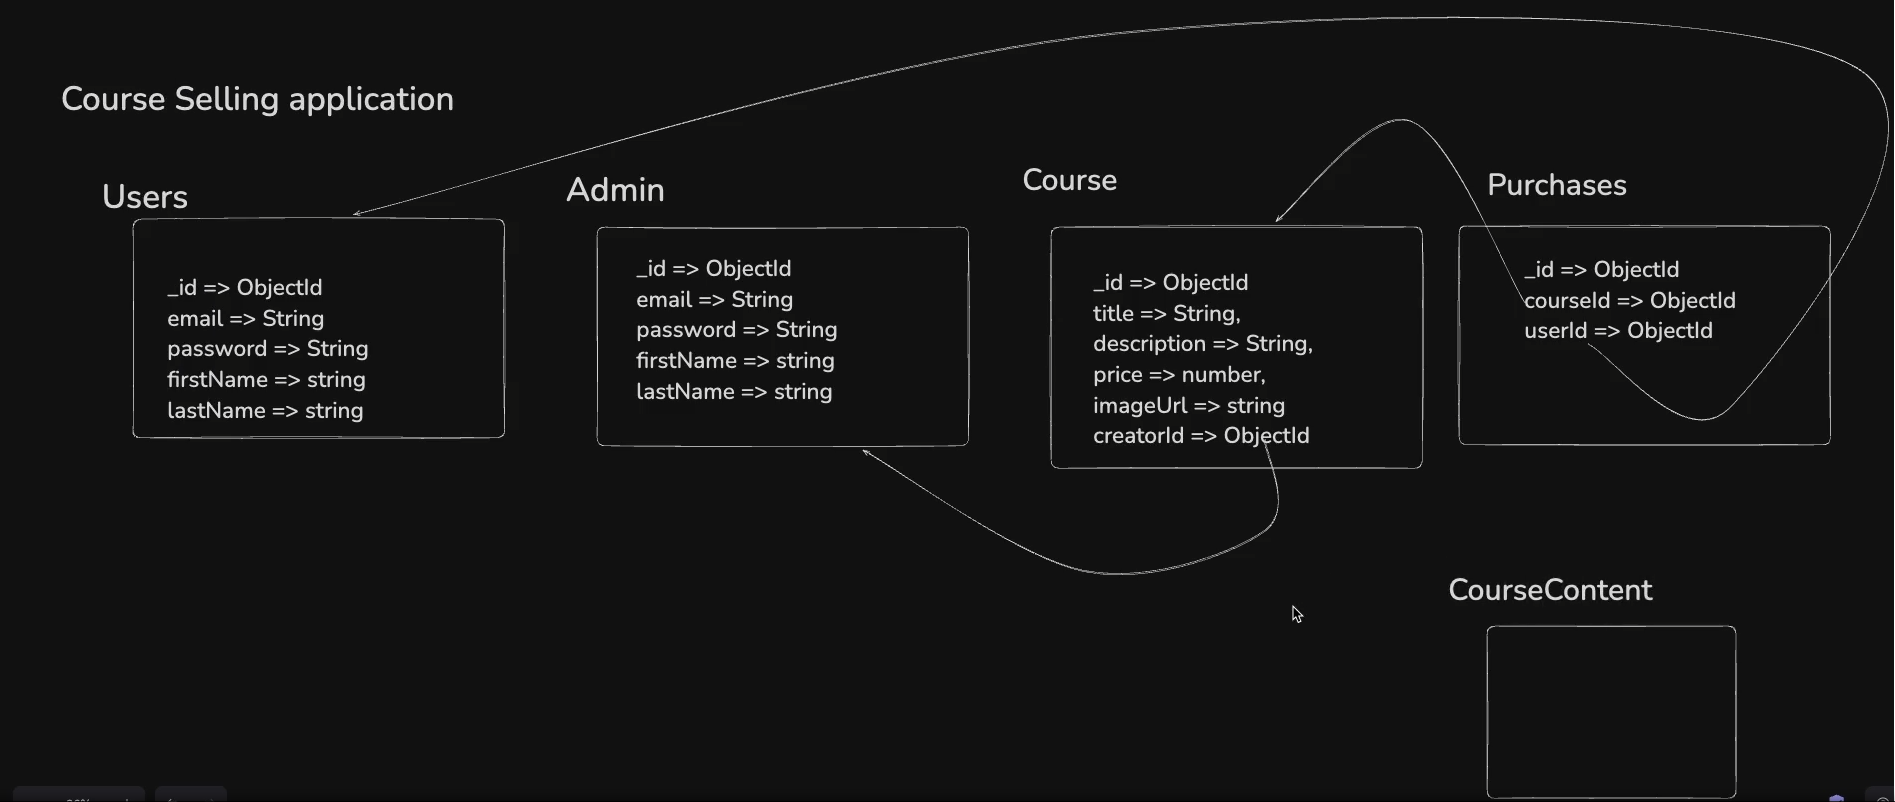 Course Selling application
Users
_id => ObjectId
email => String
password => String
firstName => string
lastName => string
Admin
_id => ObjectId
email => String
password => String
firstName => string
lastName => string
Course
_id => ObjectId
title => String,
description => String,
price => number,
imageUrl => string
creatorId => ObjectId
Purchases
_id => ObjectId
courseId => ObjectId
userId => ObjectId
CourseContent